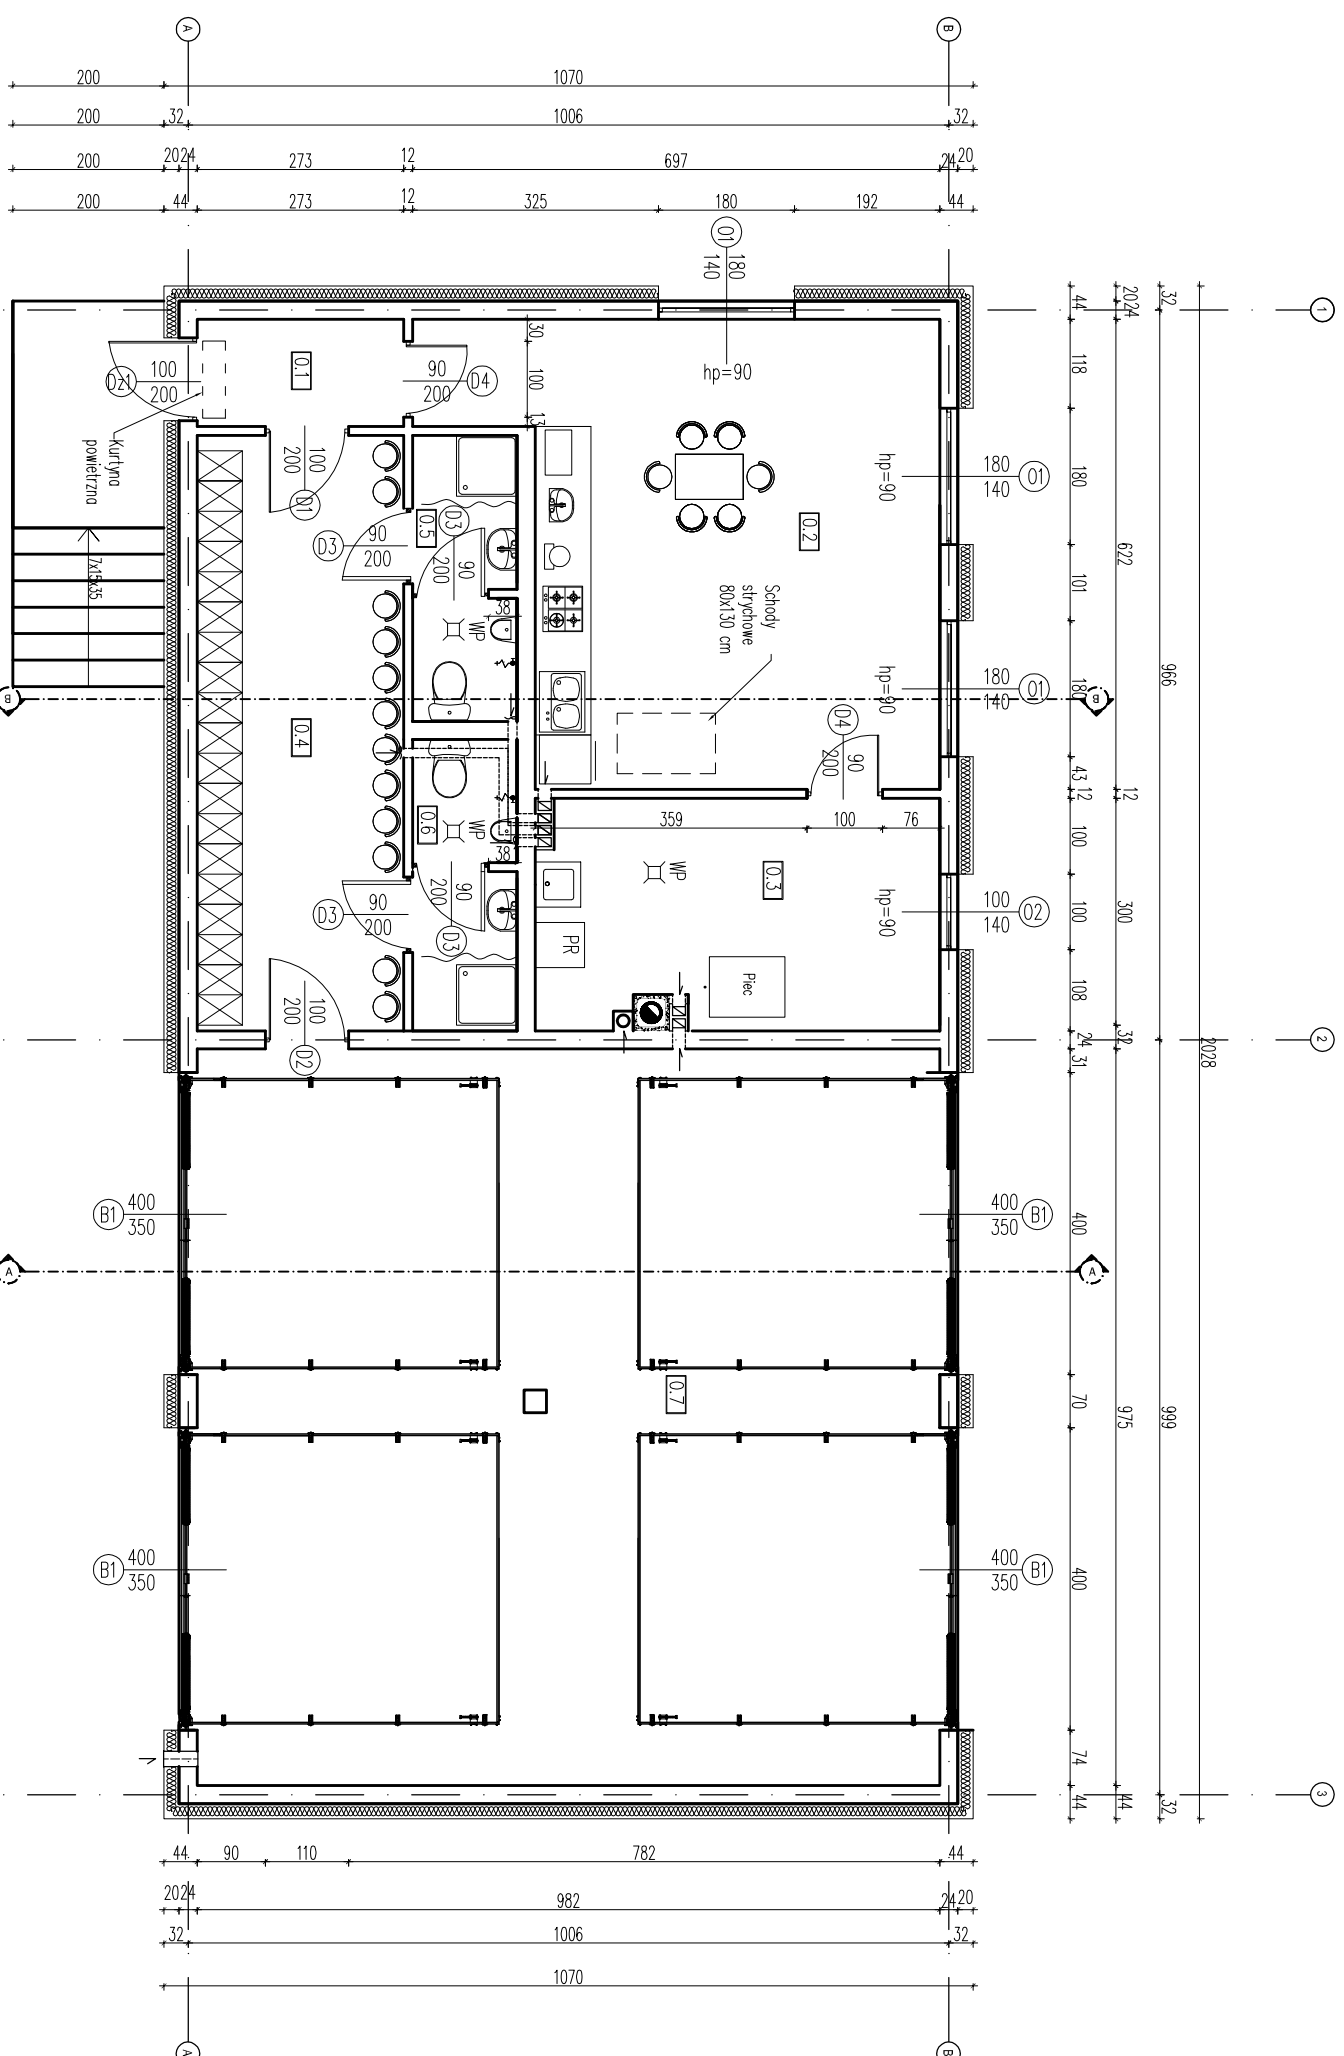 A
B
200
1070
200
32
1006
32
200
20
24
273
12
697
24
20
200
44
273
12
325
180
192
44
O1
180
140
hp=90
1
44
20
24
32
30
100
13
118
0.1
100
200
Dz1
90
200
D4
Kurtyna
powietrzna
100
200
D1
7x15x35
180
622
966
hp=90
180
140
O1
0.2
0.5
D3
90
200
D3
90
200
101
Schody
strychowe
80x130 cm
38
WP
hp=90
180
140
O1
180
B
B
0.4
D4
90
200
43
12
12
359
100
76
100
0.6
WP
38
WP
0.3
hp=90
100
140
O2
100
300
D3
90
200
90
200
D3
PR
Piec
108
100
200
D2
24
32
31
2
2028
B1
400
350
400
350
B1
400
A
A
0.7
70
975
999
B1
400
350
400
350
B1
400
74
44
44
32
3
44
90
110
782
44
20
24
982
24
20
32
1006
32
1070
A
B